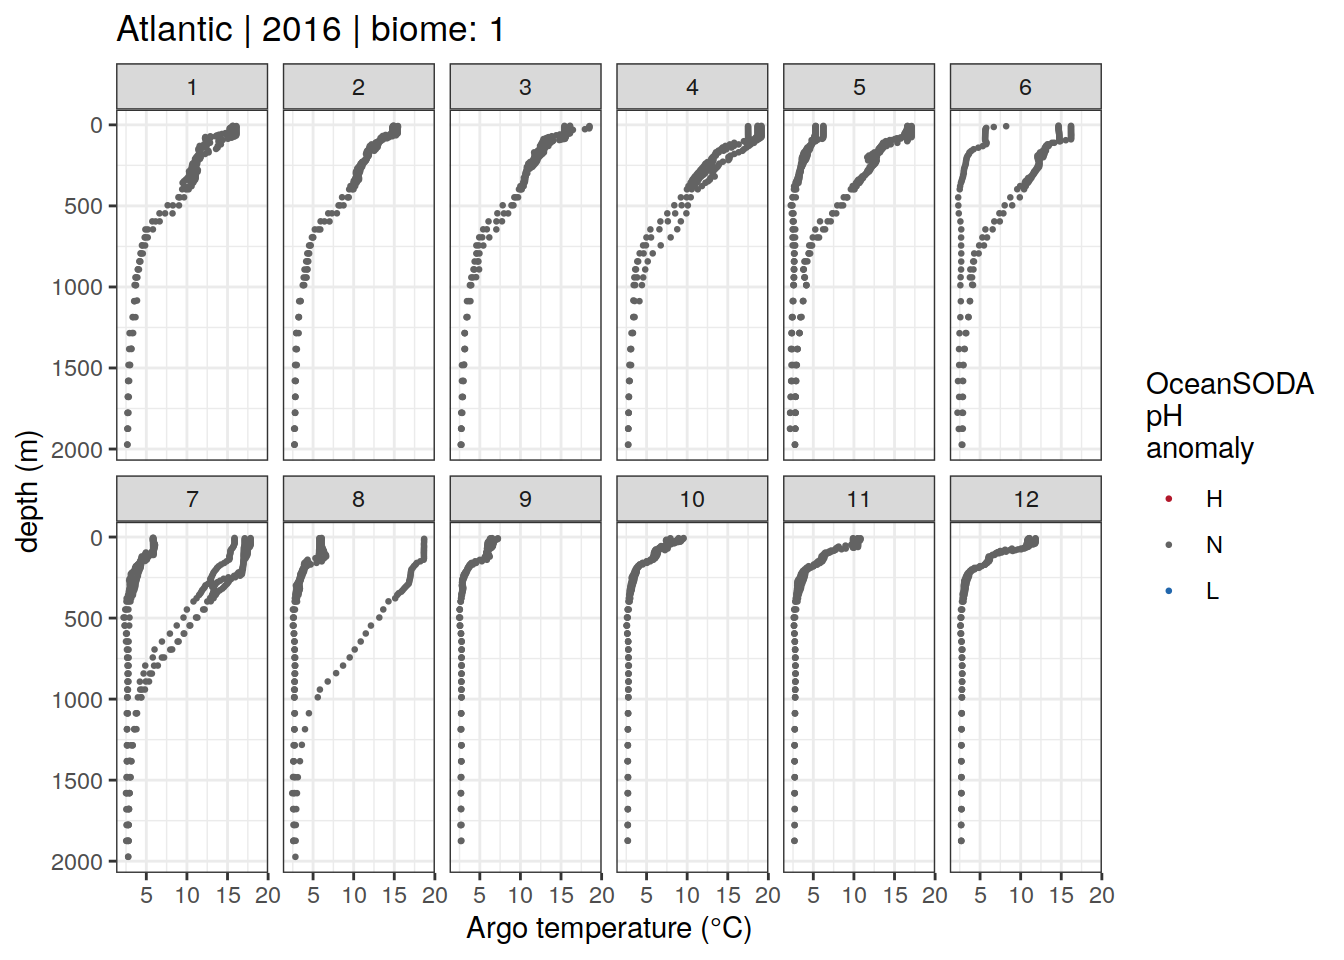 Atlantic | 2016 | biome: 1
1 2 3 4 5 6
0
500
1000
1500
2000
7 8 9 10 11 12
0
500
1000
1500
2000
5 10 15 20 5 10 15 20 5 10 15 20 5 10 15 20 5 10 15 20 5 10 15 20
Argo temperature (°C)
depth (m)
OceanSODA
pH
anomaly
H
N
L